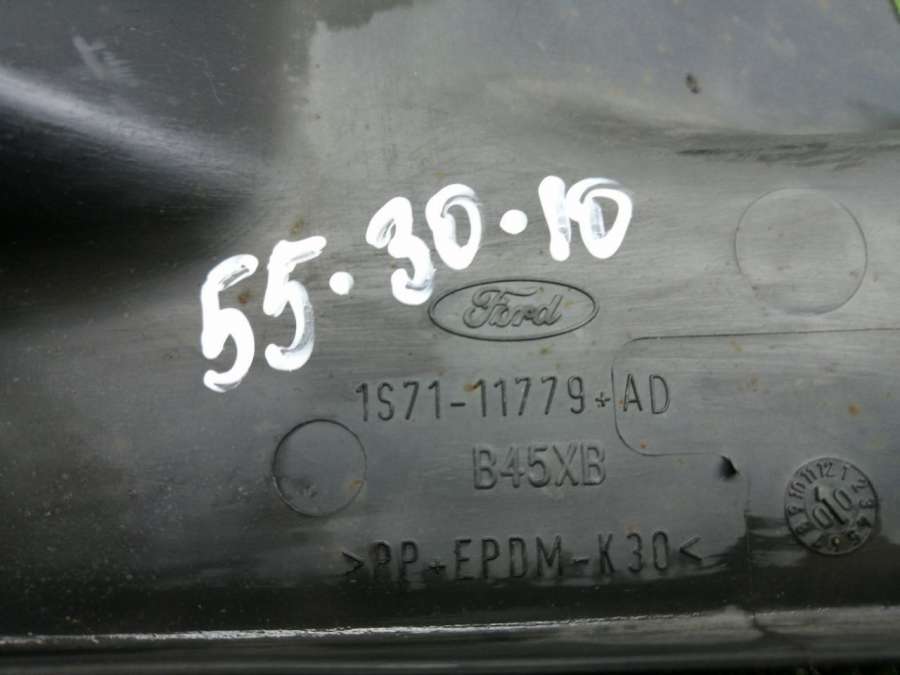 55.30.10
Ford
1S71-11779+AD
B45XB
>PP+EPDM-K30<